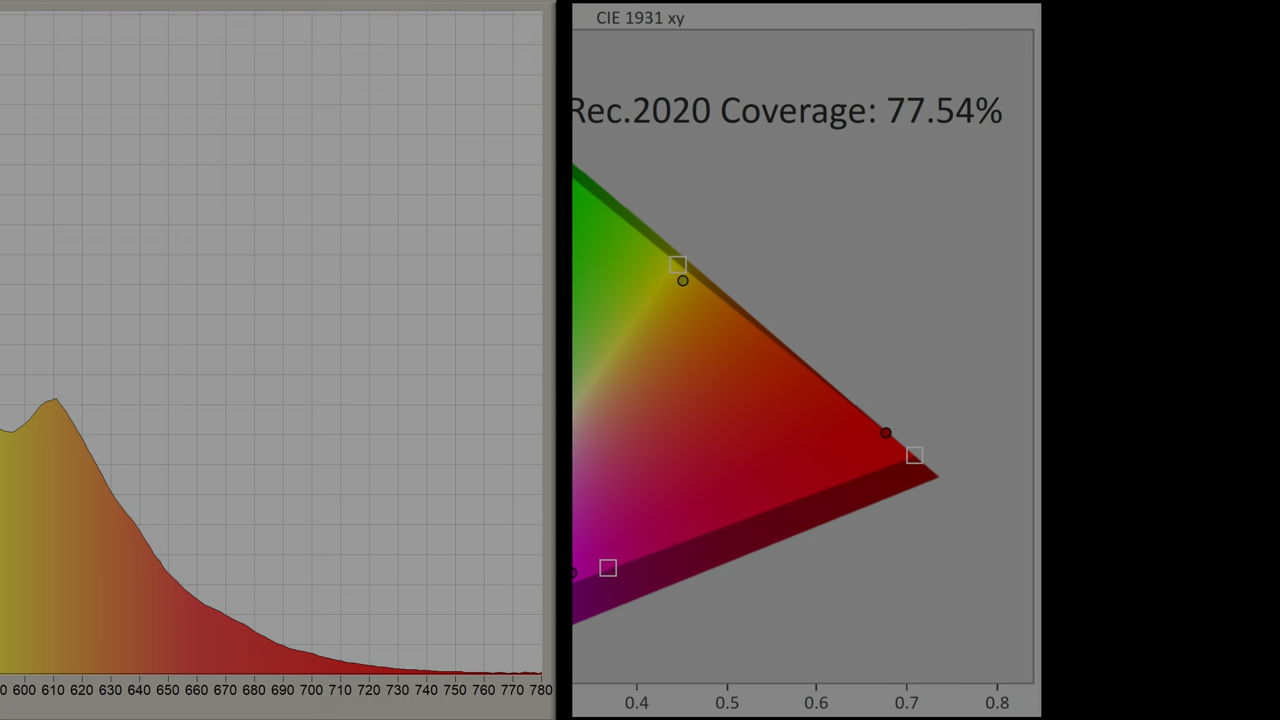 CIE 1931 xy
Rec.2020 Coverage: 77.54%
600 610 620 630 640 650 660 670 680 690 700 710 720 730 740 750 760 770 780
0.4 0.5 0.6 0.7 0.8